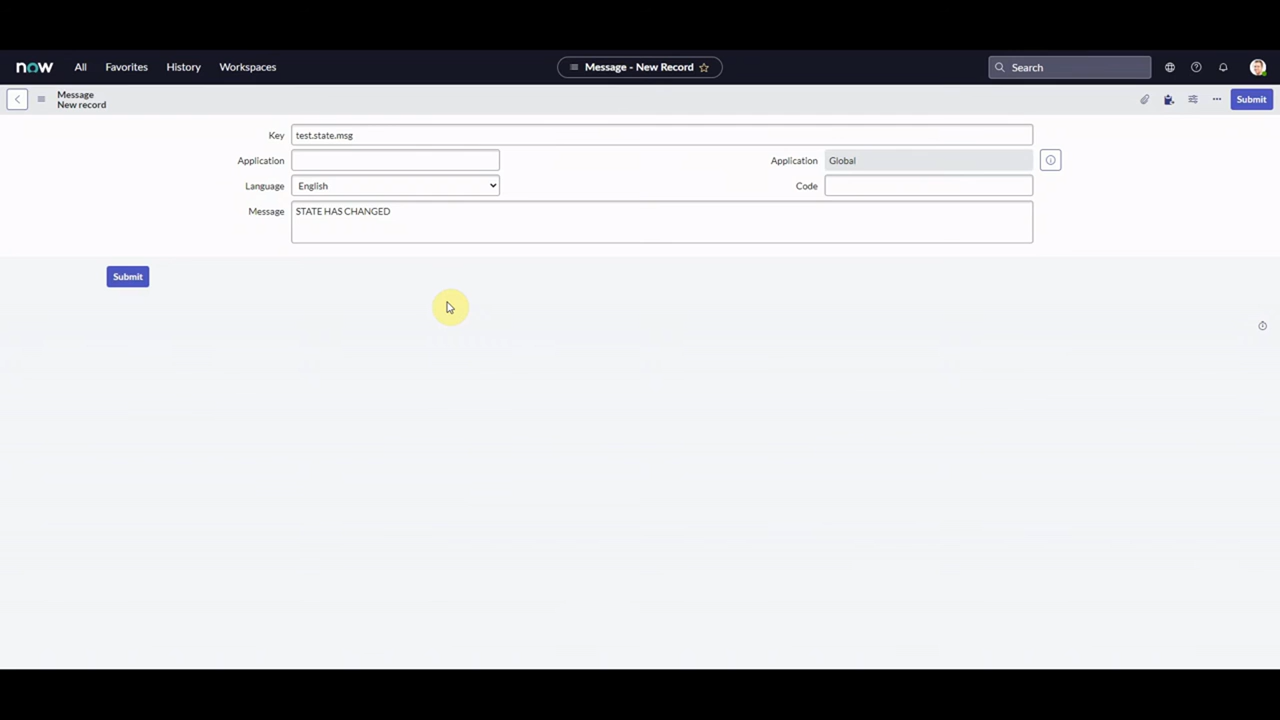 now All Favorites History Workspaces Message - New Record Search
Message
New record
Submit
Key test.state.msg
Application Application Global
Language English Code
Message STATE HAS CHANGED
Submit